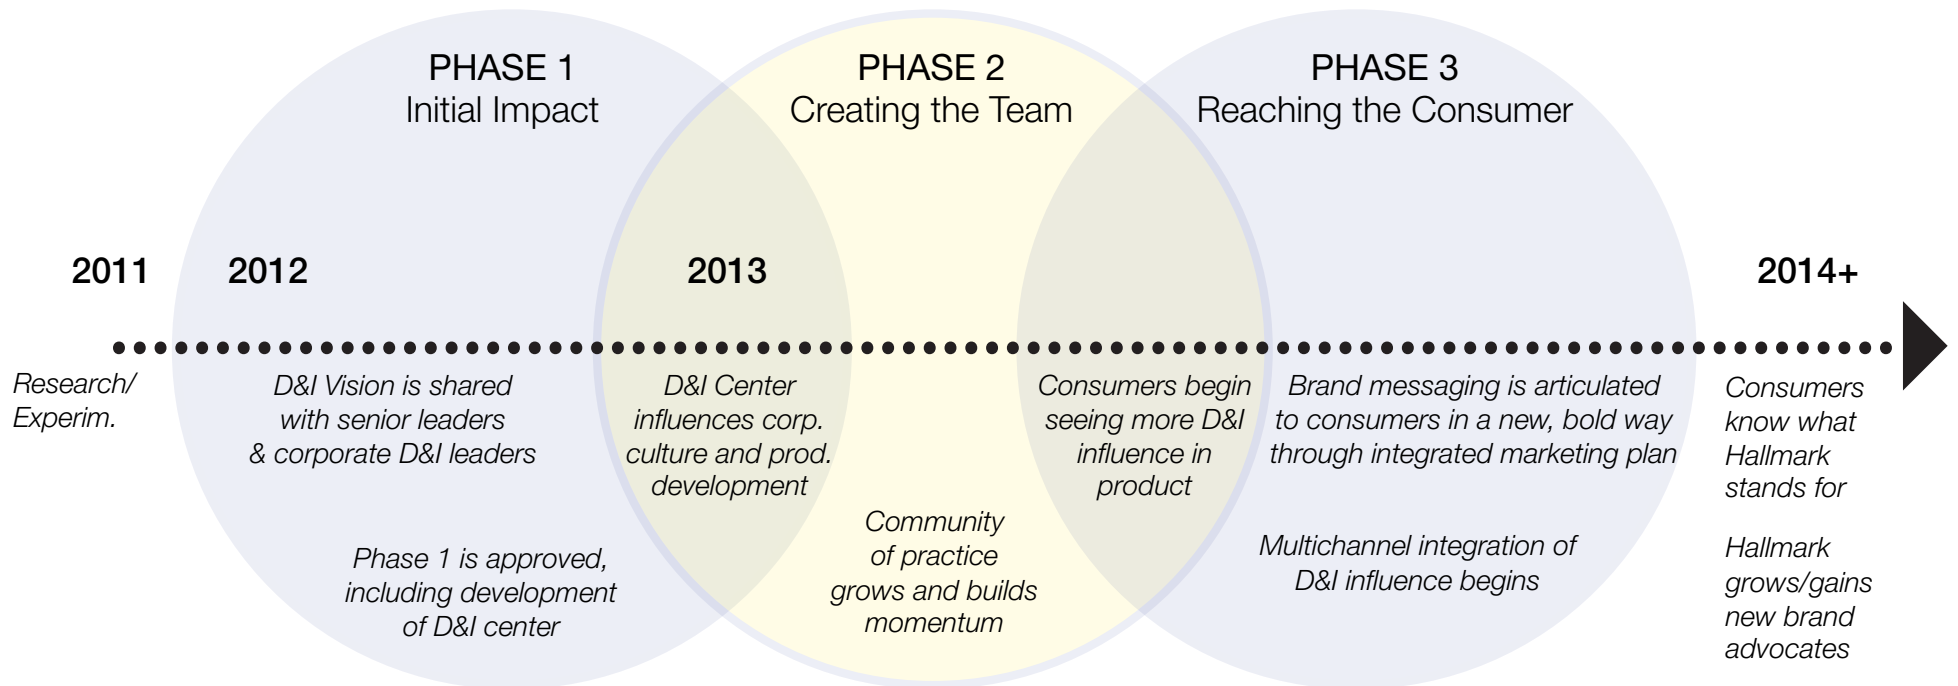 PHASE 1
Initial Impact
PHASE 2
Creating the Team
PHASE 3
Reaching the Consumer
2011
2012
2013
2014+
Research/
Experim.
D&I Vision is shared
with senior leaders
& corporate D&I leaders
Phase 1 is approved,
including development
of D&I center
D&I Center
influences corp.
culture and prod.
development
Community
of practice
grows and builds
momentum
Consumers begin
seeing more D&I
influence in
product
Brand messaging is articulated
to consumers in a new, bold way
through integrated marketing plan
Multichannel integration of
D&I influence begins
Consumers
know what
Hallmark
stands for
Hallmark
grows/gains
new brand
advocates